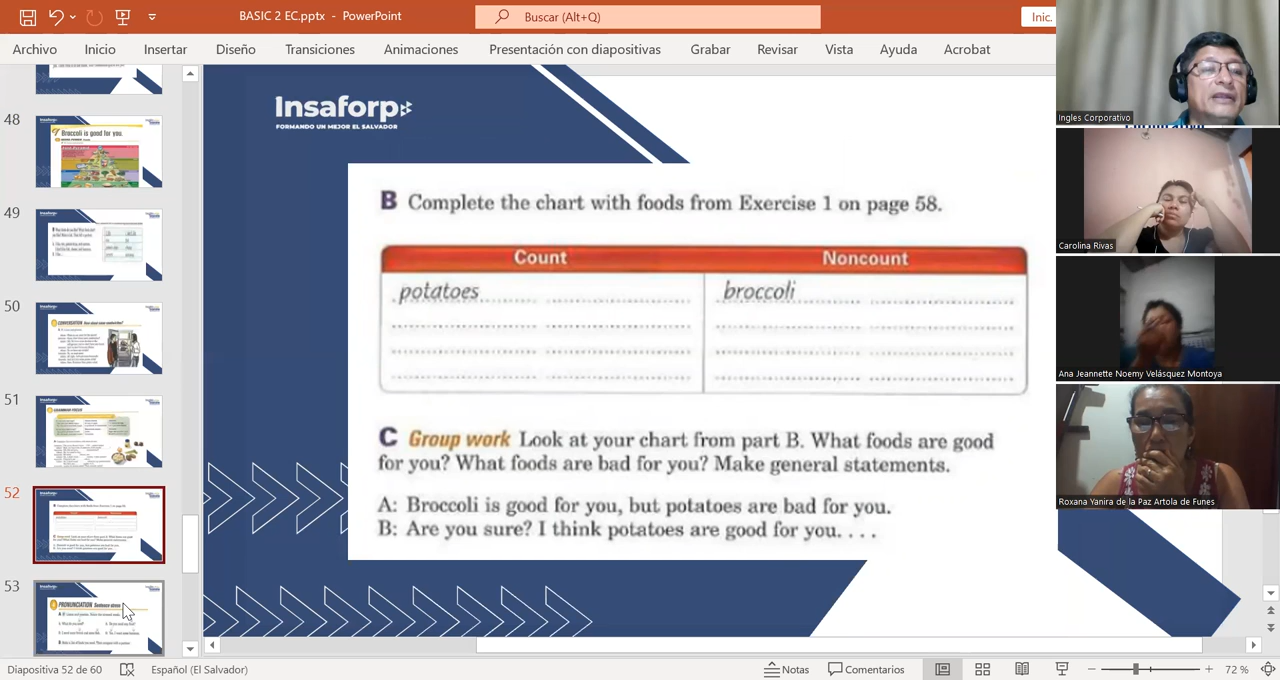 BASIC 2 EC.pptx - PowerPoint
Buscar (Alt+Q)
Inic.
Archivo Inicio Insertar Diseño Transiciones Animaciones Presentación con diapositivas Grabar Revisar Vista Ayuda Acrobat
48
Broccoli is good for you.
49
50
CONVERSATION
51
GRAMMAR FOCUS
52
53
PRONUNCIATION Sentence stress
Insaforp
FORMANDO UN MEJOR EL SALVADOR
B Complete the chart with foods from Exercise 1 on page 58.
Count Noncount
potatoes broccoli
C Group work Look at your chart from part B. What foods are good
for you? What foods are bad for you? Make general statements.
A: Broccoli is good for you, but potatoes are bad for you.
B: Are you sure? I think potatoes are good for you. . . .
Ingles Corporativo
Carolina Rivas
Ana Jeannette Noemy Velásquez Montoya
Roxana Yanira de la Paz Artola de Funes
Diapositiva 52 de 60
Español (El Salvador)
Notas
Comentarios
72 %